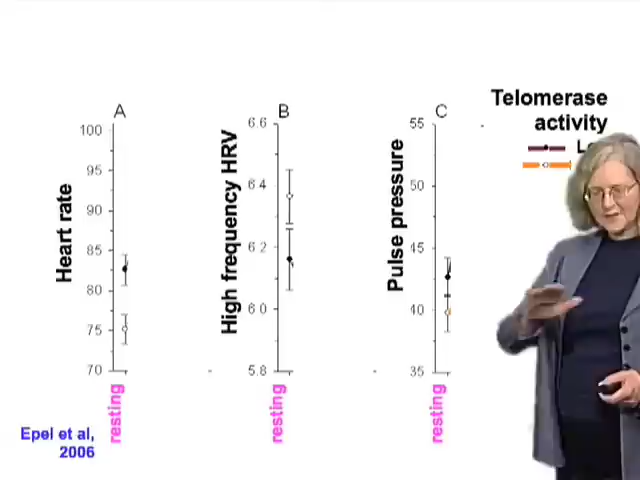 Telomerase
activity
A
B
C
100
95
90
85
80
75
70
Heart rate
resting
6.6
6.4
6.2
6.0
5.8
High frequency HRV
resting
55
50
45
40
35
Pulse pressure
resting
Epel et al,
2006